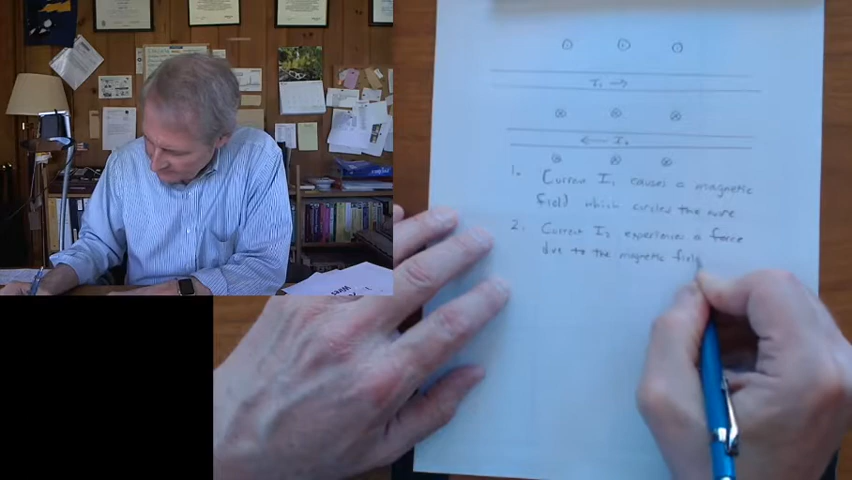 I₁ →
← I₂
1. Current I₁ causes a magnetic
field which circles the wire
2. Current I₂ experiences a force
due to the magnetic field